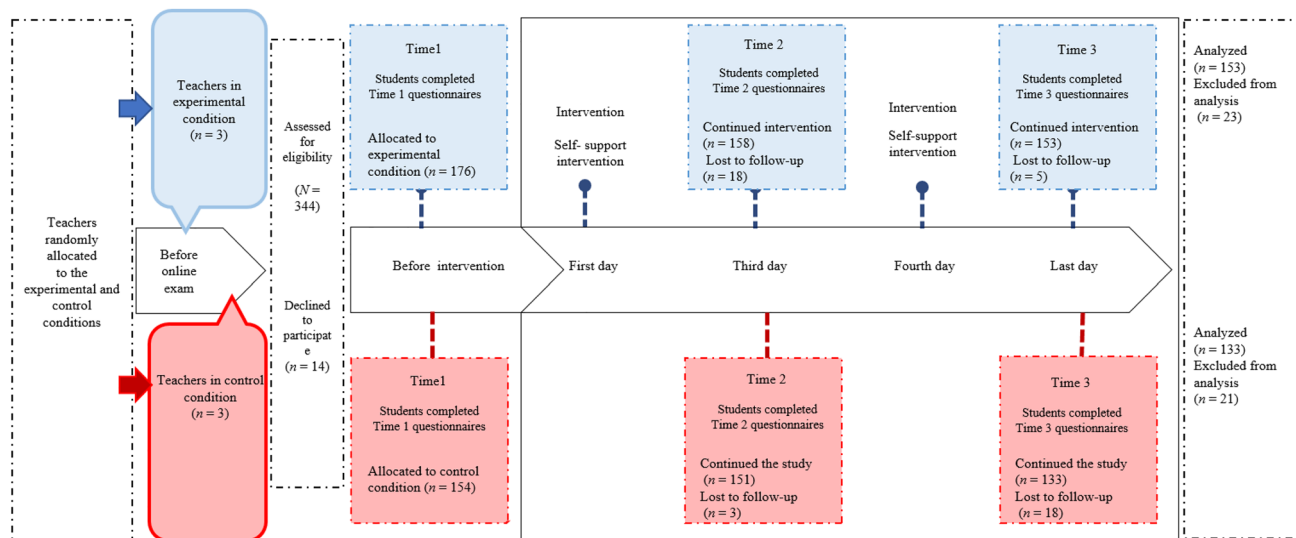 Teachers
randomly
allocated
to the
experimental and
control
conditions
Teachers in
experimental
condition
(n = 3)
Before
online
exam
Teachers in control
condition
(n = 3)
Assessed
for
eligibility
(N =
344)
Declined
to
participat
e
(n = 14)
Time1
Students completed
Time 1 questionnaires
Allocated to
experimental
condition (n = 176)
Before intervention
Time1
Students completed
Time 1 questionnaires
Allocated to control
condition (n = 154)
Intervention
Self- support
intervention
First day
Time 2
Students completed
Time 2 questionnaires
Continued intervention
(n = 158)
Lost to follow-up
(n = 18)
Third day
Time 2
Students completed
Time 2 questionnaires
Continued the study
(n = 151)
Lost to follow-up
(n = 3)
Intervention
Self-support
intervention
Fourth day
Time 3
Students completed
Time 3 questionnaires
Continued intervention
(n = 153)
Lost to follow-up
(n = 5)
Last day
Time 3
Students completed
Time 3 questionnaires
Continued the study
(n = 133)
Lost to follow-up
(n = 18)
Analyzed
(n = 153)
Excluded from
analysis
(n = 23)
Analyzed
(n = 133)
Excluded from
analysis
(n = 21)